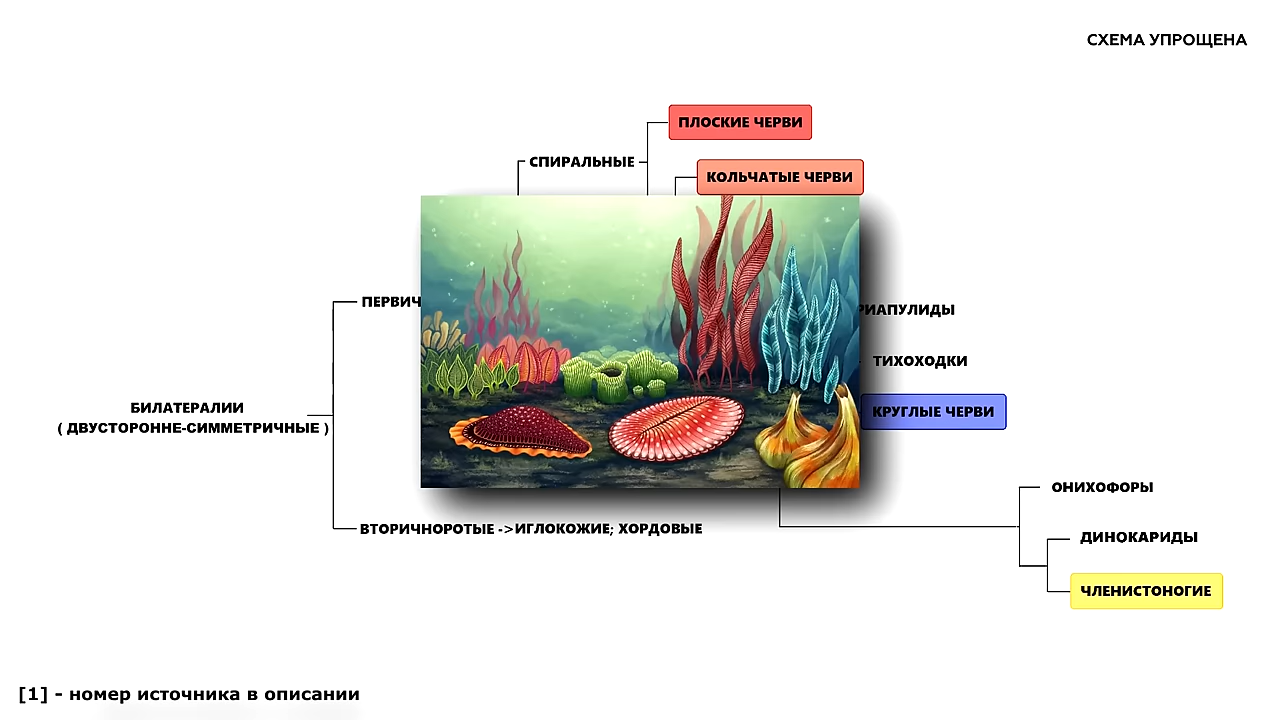 СХЕМА УПРОЩЕНА
ПЛОСКИЕ ЧЕРВИ
СПИРАЛЬНЫЕ
КОЛЬЧАТЫЕ ЧЕРВИ
ПЕРВИЧ
РИАПУЛИДЫ
ТИХОХОДКИ
БИЛАТЕРАЛИИ
( ДВУСТОРОННЕ-СИММЕТРИЧНЫЕ )
КРУГЛЫЕ ЧЕРВИ
ОНИХОФОРЫ
ВТОРИЧНОРОТЫЕ ->ИГЛОКОЖИЕ; ХОРДОВЫЕ
ДИНОКАРИДЫ
ЧЛЕНИСТОНОГИЕ
[1] - номер источника в описании